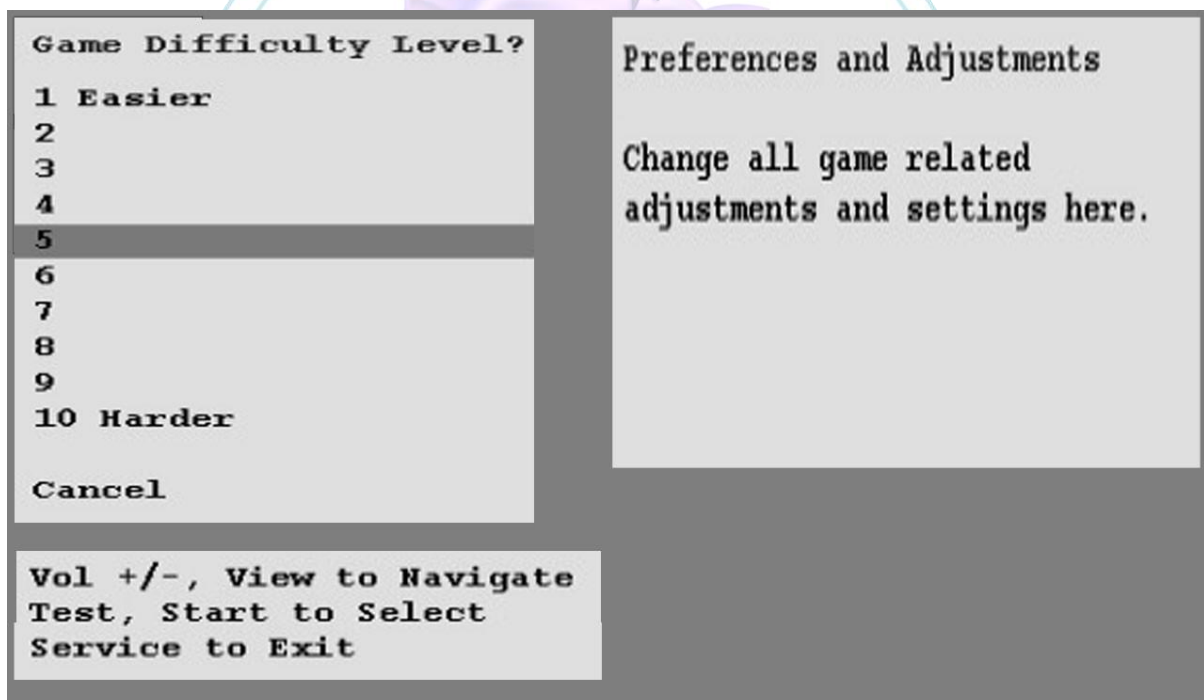 Game Difficulty Level?
1 Easier
2
3
4
5
6
7
8
9
10 Harder
Cancel
Preferences and Adjustments
Change all game related
adjustments and settings here.
Vol +/-, View to Navigate
Test, Start to Select
Service to Exit